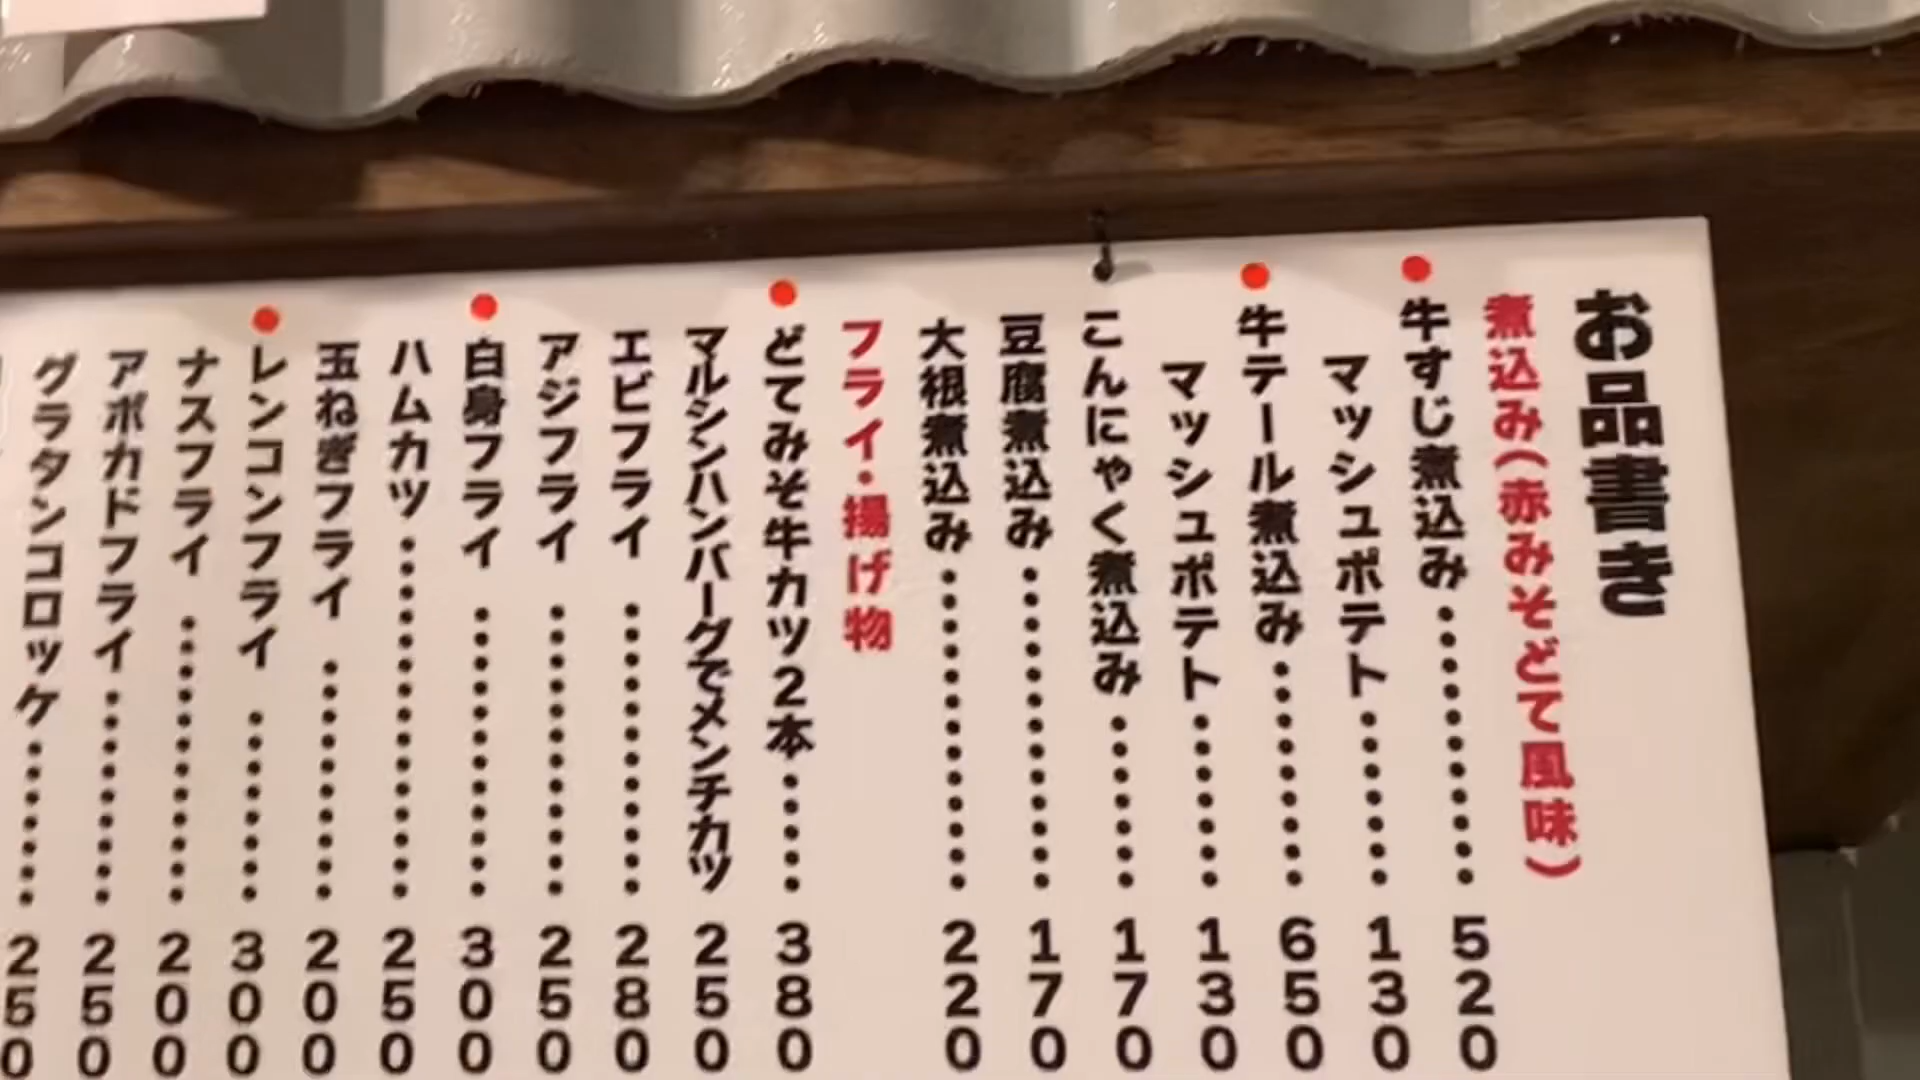 お品書き
煮込み(赤みそどて風味)
牛すじ煮込み・・・・・・・・・・・520
マッシュポテト・・・・・・・130
牛テール煮込み・・・・・・・・・650
マッシュポテト・・・・・・・130
こんにゃく煮込み・・・・・・・170
豆腐煮込み・・・・・・・・・・・・・170
大根煮込み・・・・・・・・・・・・・220
フライ・揚げ物
どてみそ牛カツ2本・・・・・380
マルシンハンバーグでメンチカツ250
エビフライ・・・・・・・・・・・・280
アジフライ・・・・・・・・・・・・250
白身フライ・・・・・・・・・・・・300
ハムカツ・・・・・・・・・・・・・・・250
玉ねぎフライ・・・・・・・・・・200
レンコンフライ・・・・・・・・300
ナスフライ・・・・・・・・・・・・200
アボカドフライ・・・・・・・・・250
グラタンコロッケ・・・・・・・250